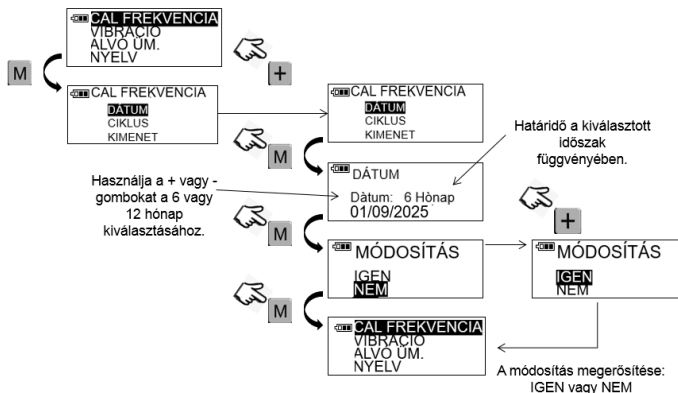 CAL FREKVENCIA
VIBRÁCIÓ
ALVÓ ÜM.
NYELV
M
+
CAL FREKVENCIA
DÁTUM
CIKLUS
KIMENET
CAL FREKVENCIA
DÁTUM
CIKLUS
KIMENET
M
Határidő a kiválasztott
időszak
függvényében.
DÁTUM
Dàtum: 6 Hònap
01/09/2025
Használja a + vagy -
gombokat a 6 vagy
12 hónap
kiválasztásához.
M
+
MÓDOSÍTÁS
IGEN
NEM
MÓDOSÍTÁS
IGEN
NEM
M
CAL FREKVENCIA
VIBRÁCIÓ
ALVÓ ÜM.
NYELV
A módosítás megerősítése:
IGEN vagy NEM